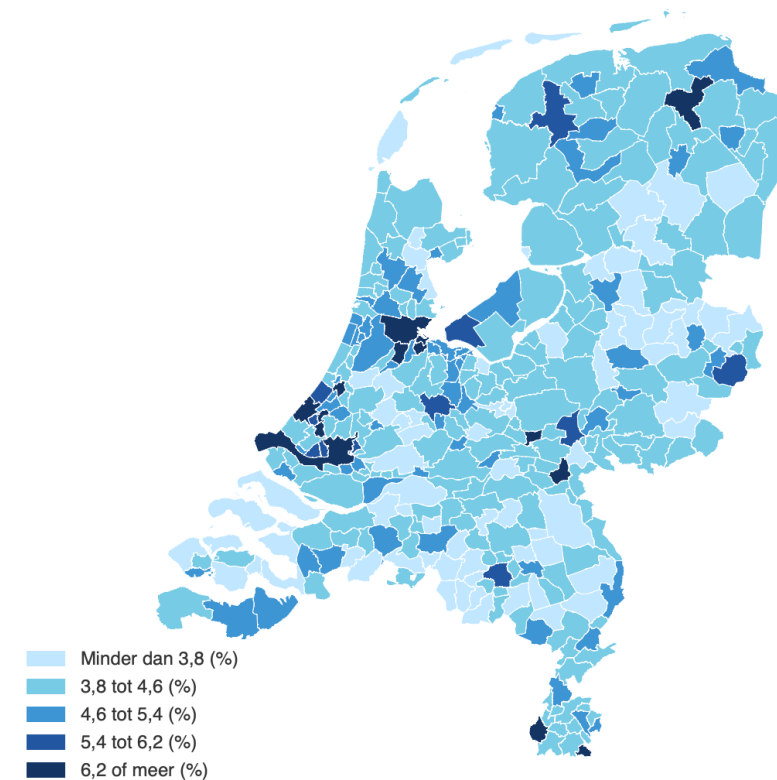 Minder dan 3,8 (%)
3,8 tot 4,6 (%)
4,6 tot 5,4 (%)
5,4 tot 6,2 (%)
6,2 of meer (%)